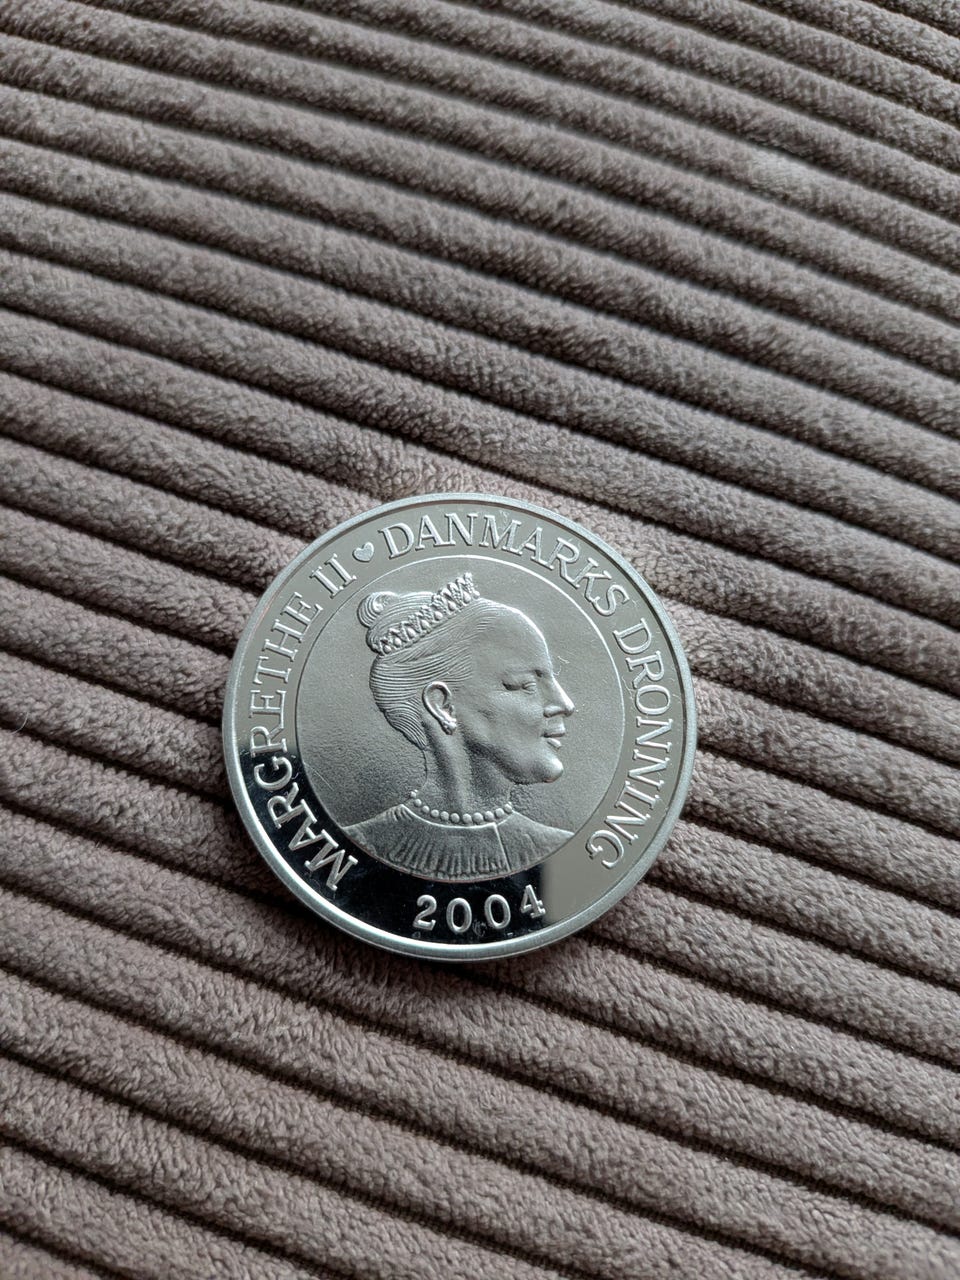 MARGRETHE II ♥ DANMARKS DRONNING
2004